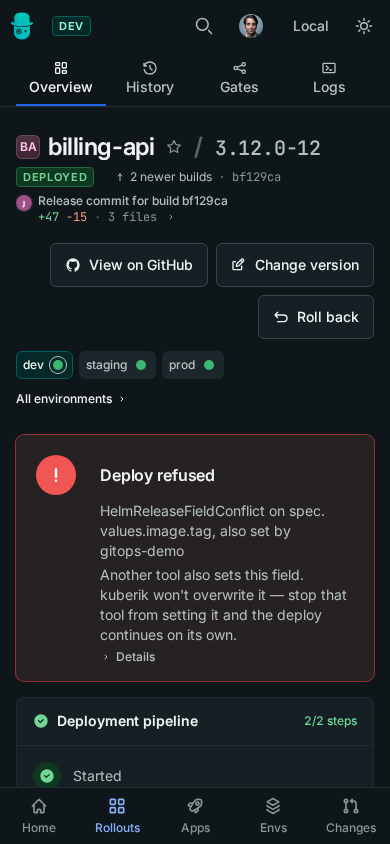 DEV
Local
Overview
History
Gates
Logs
BA billing-api / 3.12.0-12
DEPLOYED ↑ 2 newer builds · bf129ca
J Release commit for build bf129ca
+47 -15 · 3 files ›
View on GitHub
Change version
Roll back
dev
staging
prod
All environments ›
Deploy refused
HelmReleaseFieldConflict on spec.
values.image.tag, also set by
gitops-demo
Another tool also sets this field.
kuberik won't overwrite it — stop that
tool from setting it and the deploy
continues on its own.
› Details
Deployment pipeline
2/2 steps
Started
Home
Rollouts
Apps
Envs
Changes